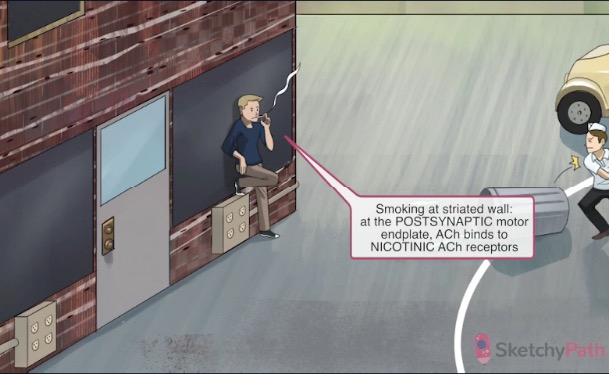 Smoking at striated wall:
at the POSTSYNAPTIC motor
endplate, ACh binds to
NICOTINIC ACh receptors
SketchyPath